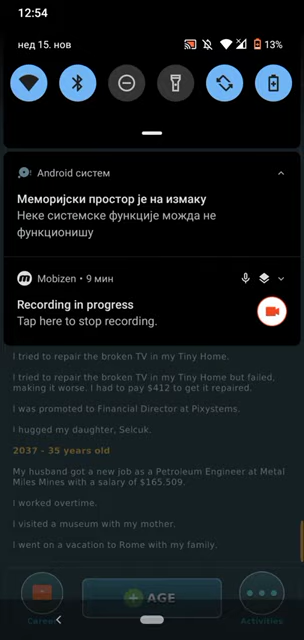 12:54
нед 15. нов
13%
Android систем
Меморијски простор је на измаку
Неке системске функције можда не
функционишу
Mobizen • 9 мин
Recording in progress
Tap here to stop recording.
I tried to repair the broken TV in my Tiny Home.
I tried to repair the broken TV in my Tiny Home but failed,
making it worse. I had to pay $412 to get it repaired.
I was promoted to Financial Director at Pixystems.
I hugged my daughter, Selcuk.
2037 - 35 years old
My husband got a new job as a Petroleum Engineer at Metal
Miles Mines with a salary of $165,509.
I worked overtime.
I visited a museum with my mother.
I went on a vacation to Rome with my family.
AGE
Career
Activities